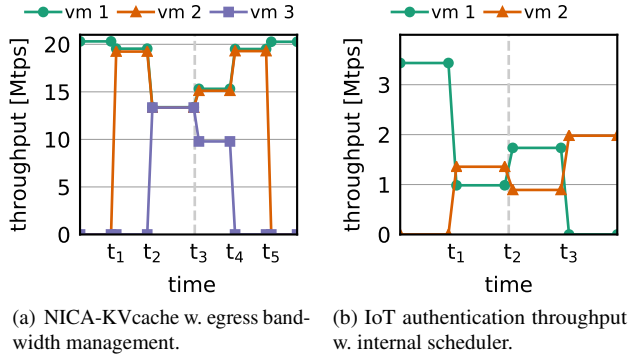 vm 1 vm 2 vm 3
throughput [Mtps]
20
15
10
5
0
t1 t2 t3 t4 t5
time
(a) NICA-KVcache w. egress band-
width management.
vm 1 vm 2
throughput [Mtps]
3
2
1
0
t1 t2 t3
time
(b) IoT authentication throughput
w. internal scheduler.